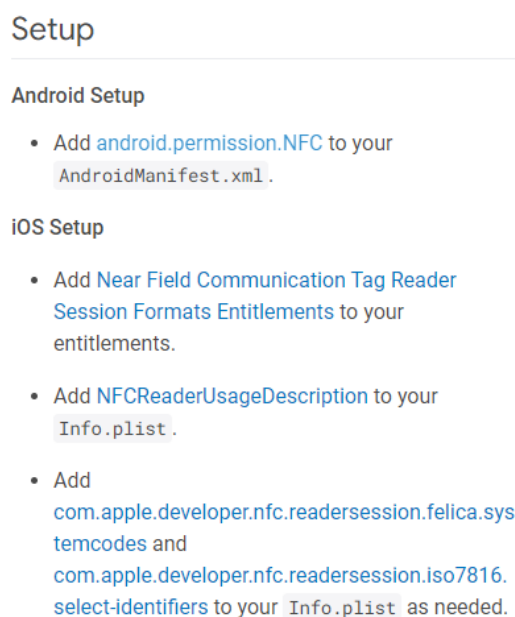 Setup
Android Setup
• Add android.permission.NFC to your
AndroidManifest.xml.
iOS Setup
• Add Near Field Communication Tag Reader
Session Formats Entitlements to your
entitlements.
• Add NFCReaderUsageDescription to your
Info.plist.
• Add
com.apple.developer.nfc.readersession.felica.sys
temcodes and
com.apple.developer.nfc.readersession.iso7816.
select-identifiers to your Info.plist as needed.